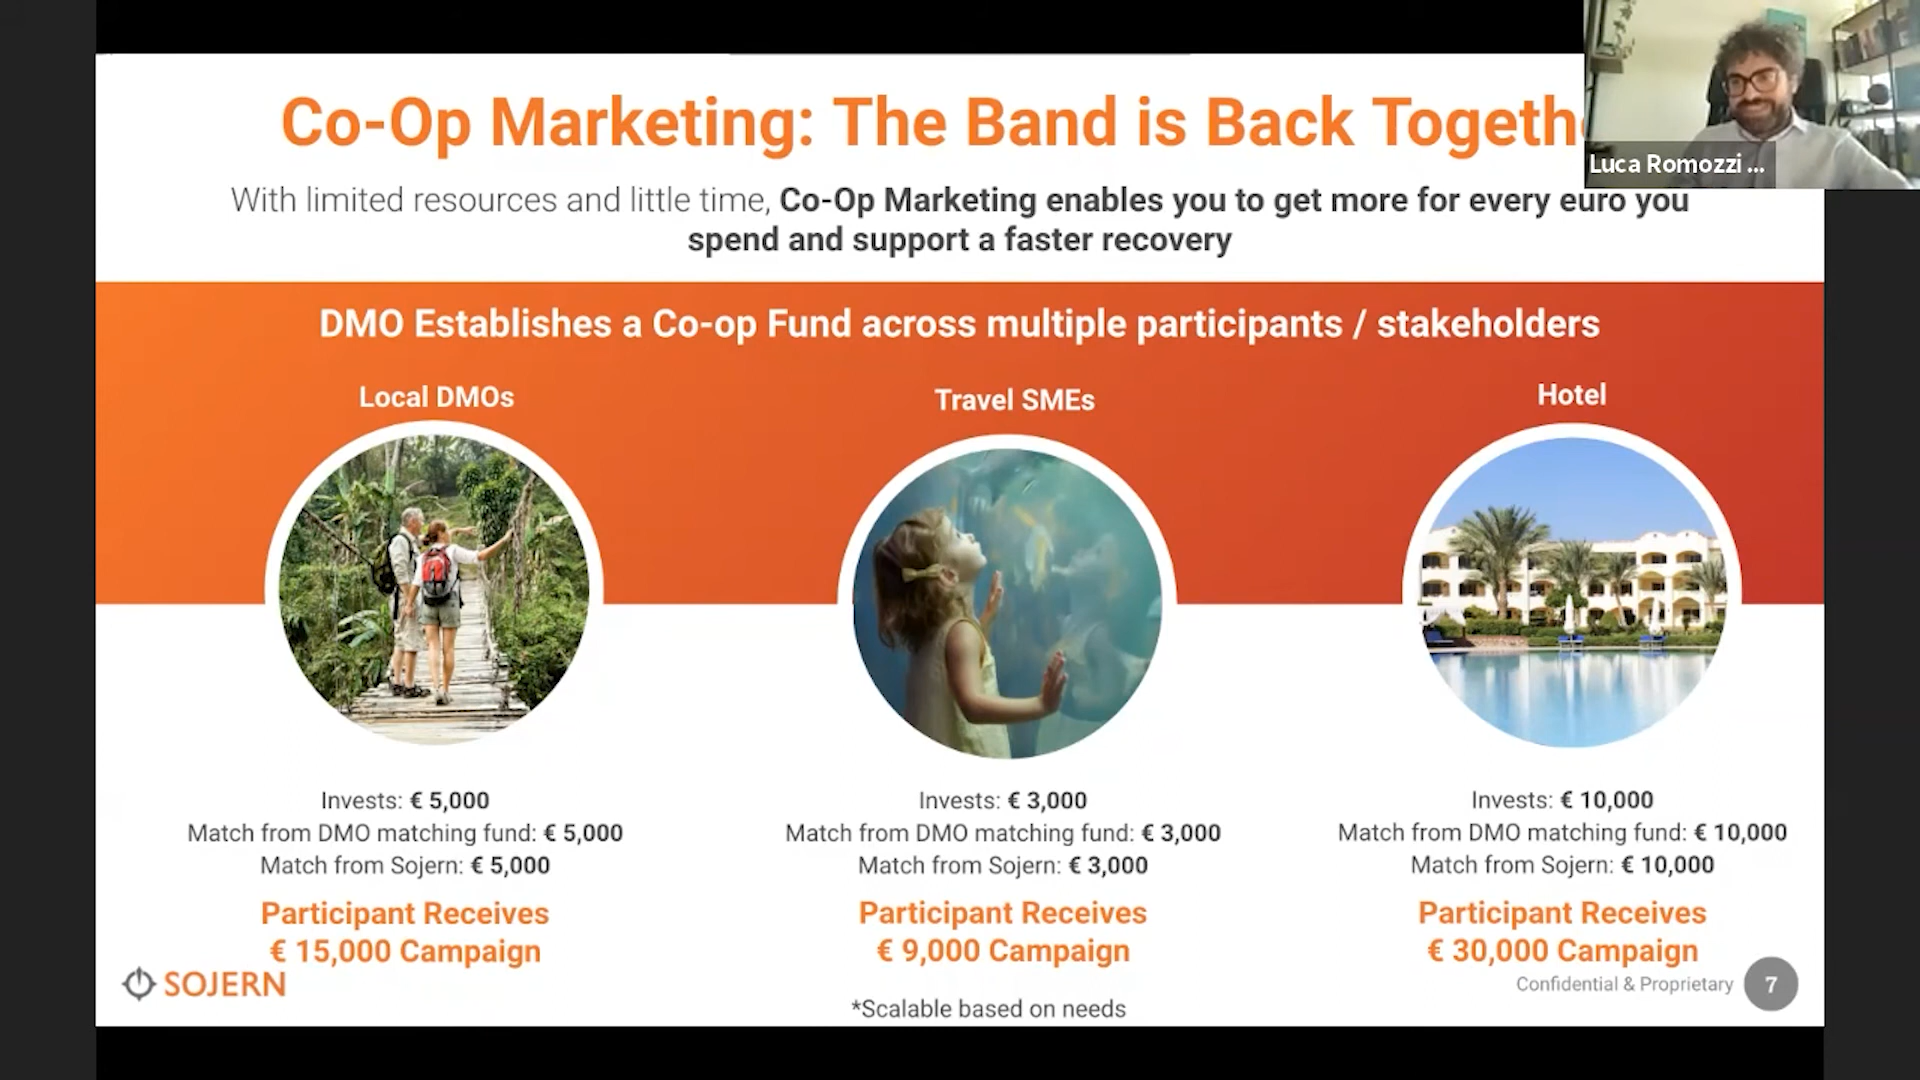 Co-Op Marketing: The Band is Back Togeth
Luca Romozzi ...
With limited resources and little time, Co-Op Marketing enables you to get more for every euro you
spend and support a faster recovery
DMO Establishes a Co-op Fund across multiple participants / stakeholders
Local DMOs
Travel SMEs
Hotel
Invests: € 5,000
Match from DMO matching fund: € 5,000
Match from Sojern: € 5,000
Participant Receives
€ 15,000 Campaign
Invests: € 3,000
Match from DMO matching fund: € 3,000
Match from Sojern: € 3,000
Participant Receives
€ 9,000 Campaign
Invests: € 10,000
Match from DMO matching fund: € 10,000
Match from Sojern: € 10,000
Participant Receives
€ 30,000 Campaign
SOJERN
*Scalable based on needs
Confidential & Proprietary
7